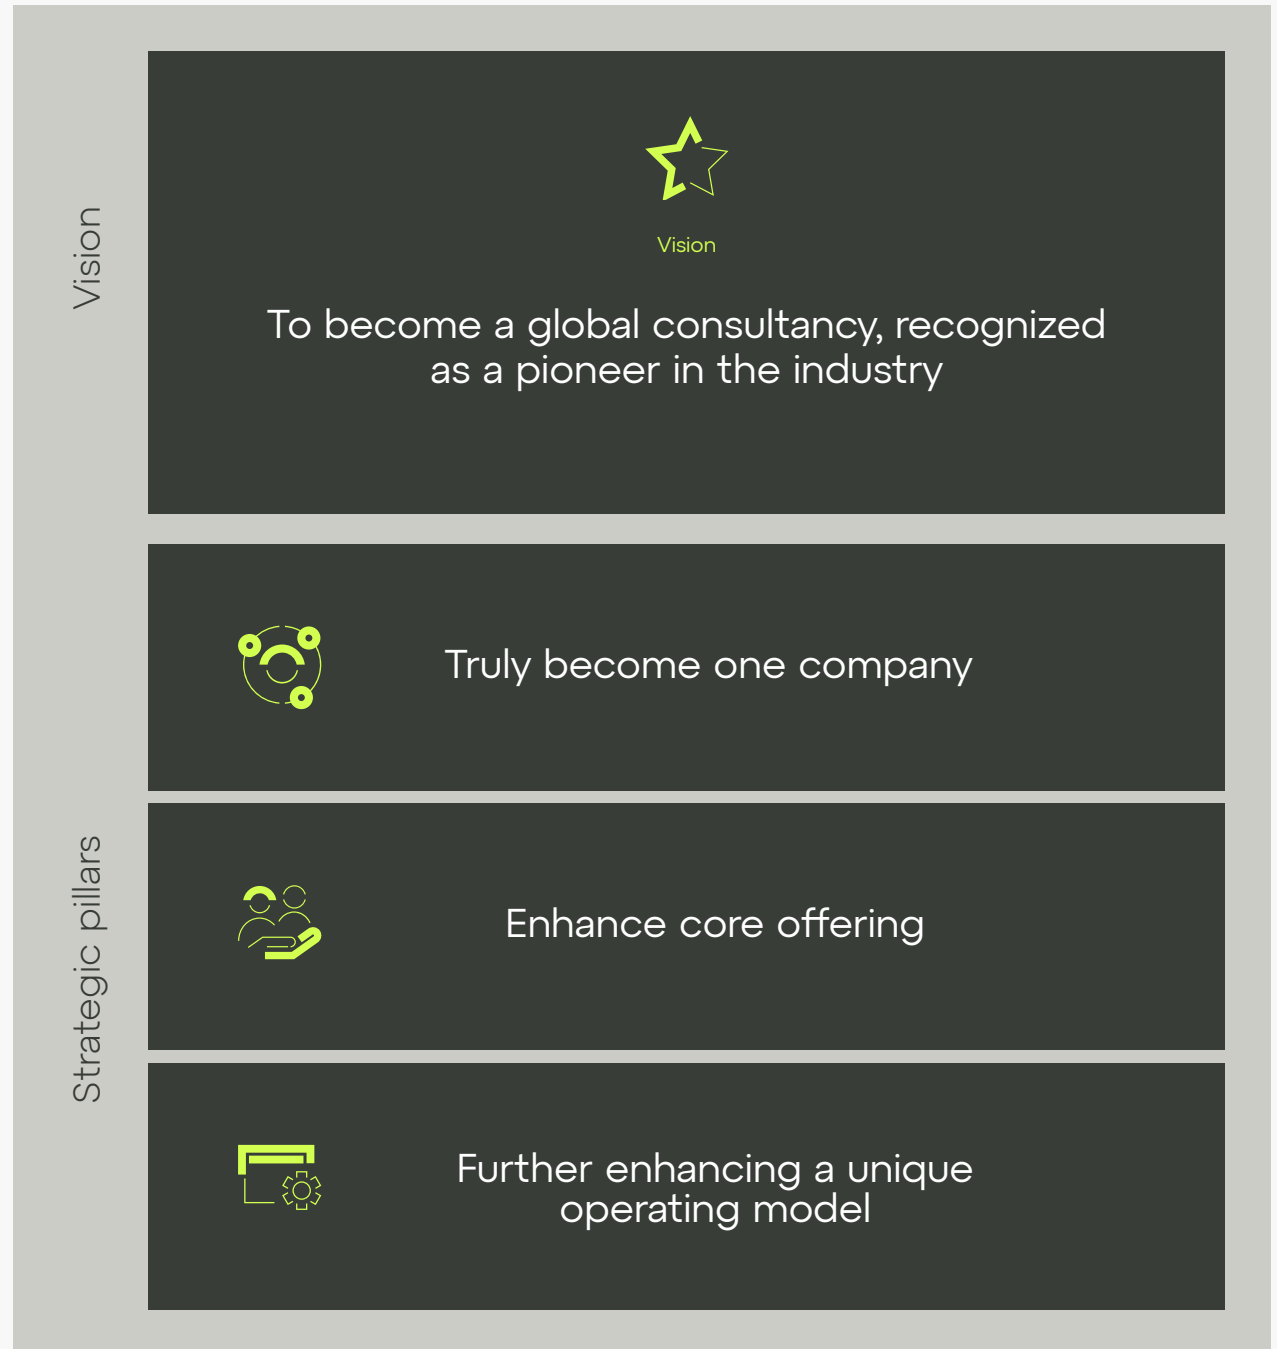 Vision
Vision
To become a global consultancy, recognized
as a pioneer in the industry
Strategic pillars
Truly become one company
Enhance core offering
Further enhancing a unique
operating model